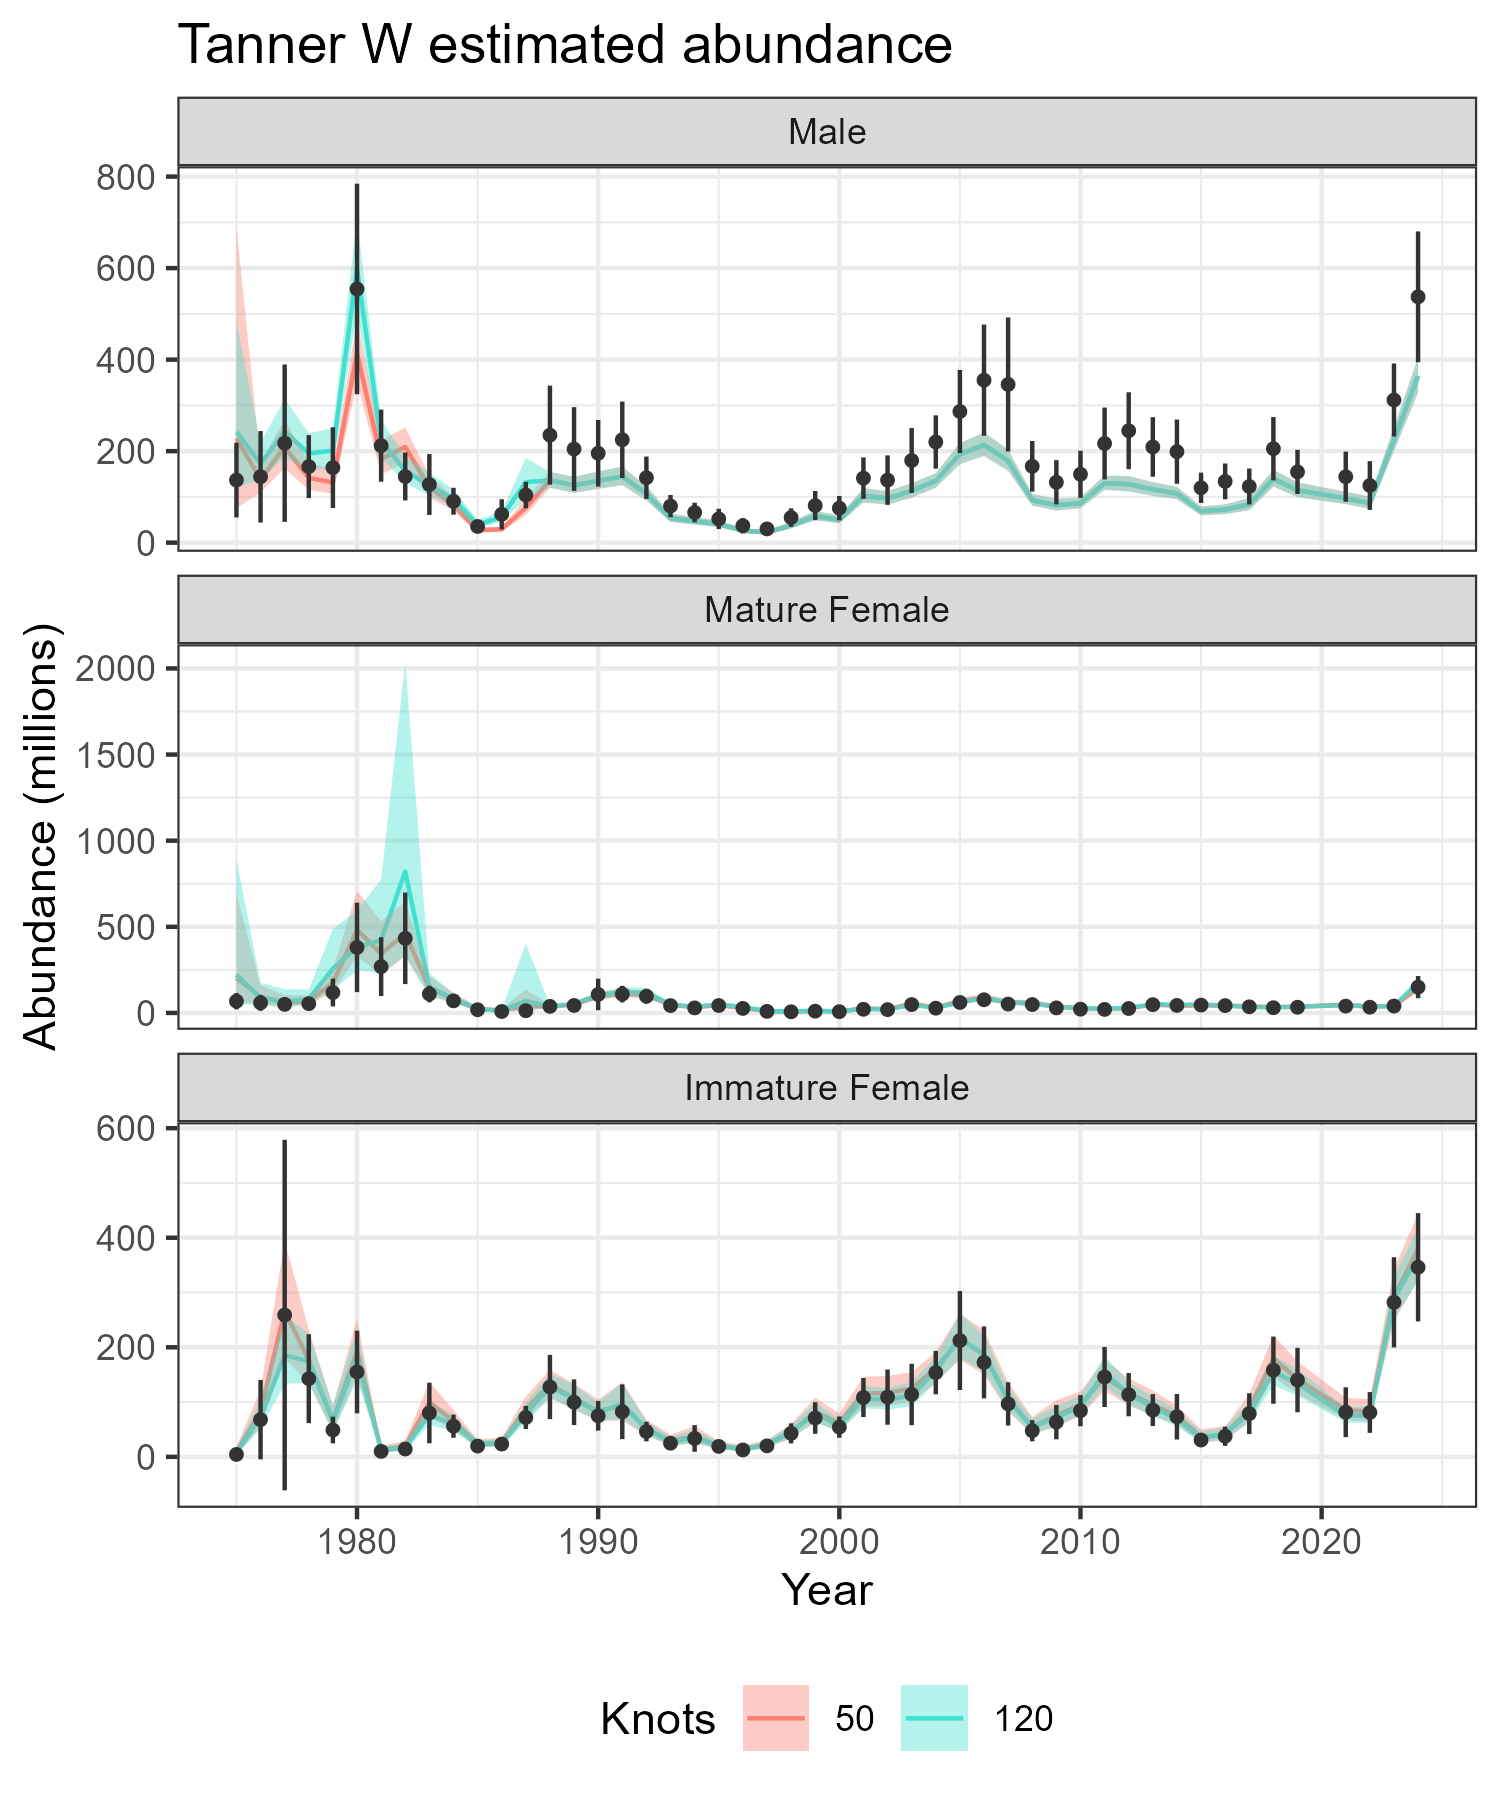 Tanner W estimated abundance
Male
800
600
400
200
0
Mature Female
2000
1500
1000
500
0
Immature Female
600
400
200
0
Abundance (millions)
1980 1990 2000 2010 2020
Year
Knots 50 120